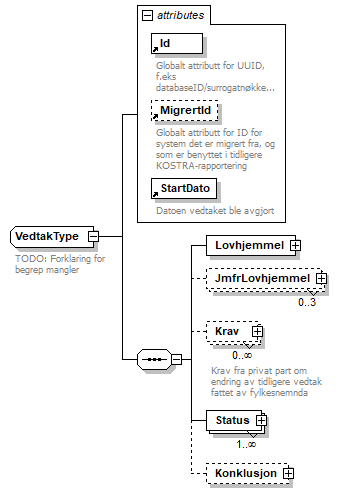 attributes
Id
Globalt attributt for UUID,
f.eks
databaseID/surrogatnøkke...
MigrertId
Globalt attributt for ID for
system det er migrert fra, og
som er benyttet i tidligere
KOSTRA-rapportering
StartDato
Datoen vedtaket ble avgjort
VedtakType
TODO: Forklaring for
begrep mangler
Lovhjemmel
JmfrLovhjemmel
0..3
Krav
0..∞
Krav fra privat part om
endring av tidligere vedtak
fattet av fylkesnemnda
Status
1..∞
Konklusjon